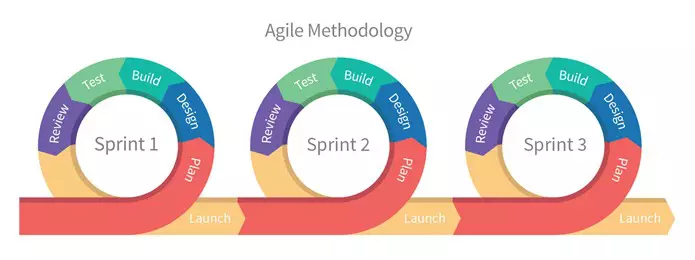 Agile Methodology
Sprint 1
Plan
Design
Build
Test
Review
Launch
Sprint 2
Plan
Design
Build
Test
Review
Launch
Sprint 3
Plan
Design
Build
Test
Review
Launch